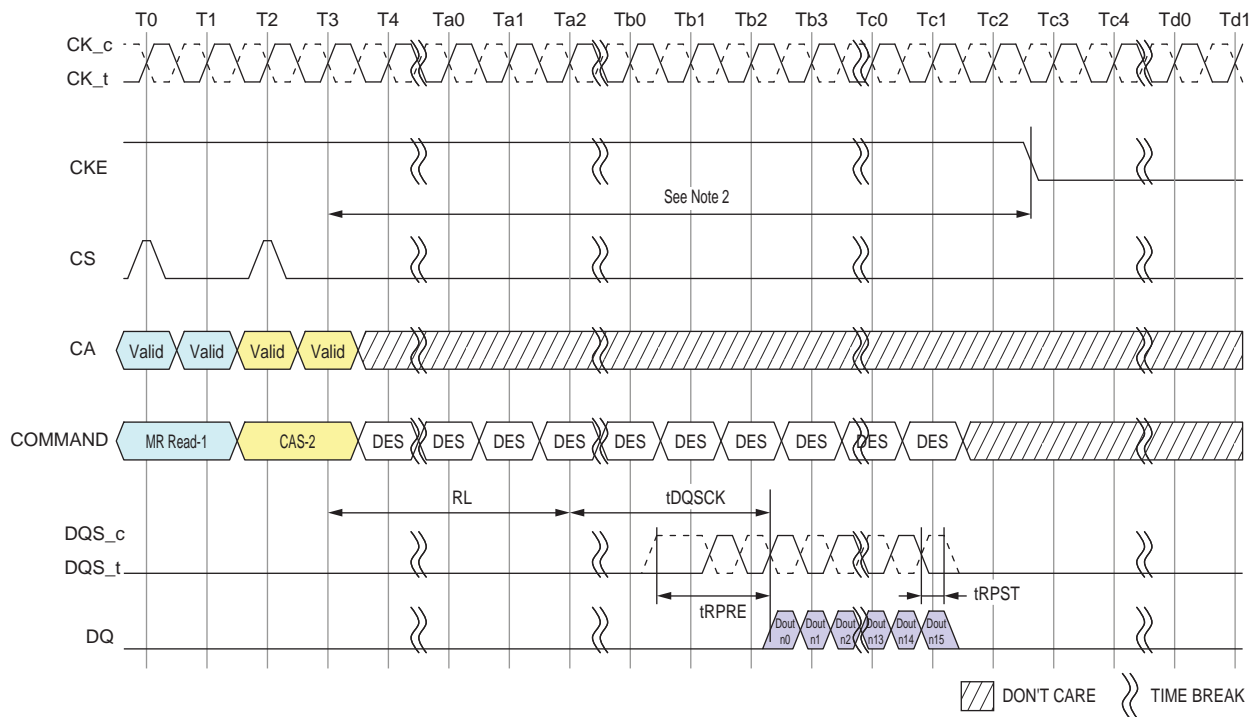 T0 T1 T2 T3 T4 Ta0 Ta1 Ta2 Tb0 Tb1 Tb2 Tb3 Tc0 Tc1 Tc2 Tc3 Tc4 Td0 Td1
CK_c
CK_t
CKE
See Note 2
CS
CA Valid Valid Valid Valid
COMMAND MR Read-1 CAS-2 DES DES DES DES DES DES DES DES DES DES
RL tDQSCK
DQS_c
DQS_t
tRPRE tRPST
DQ Dout n0 Dout n1 Dout n2 Dout n13 Dout n14 Dout n15
DON'T CARE TIME BREAK